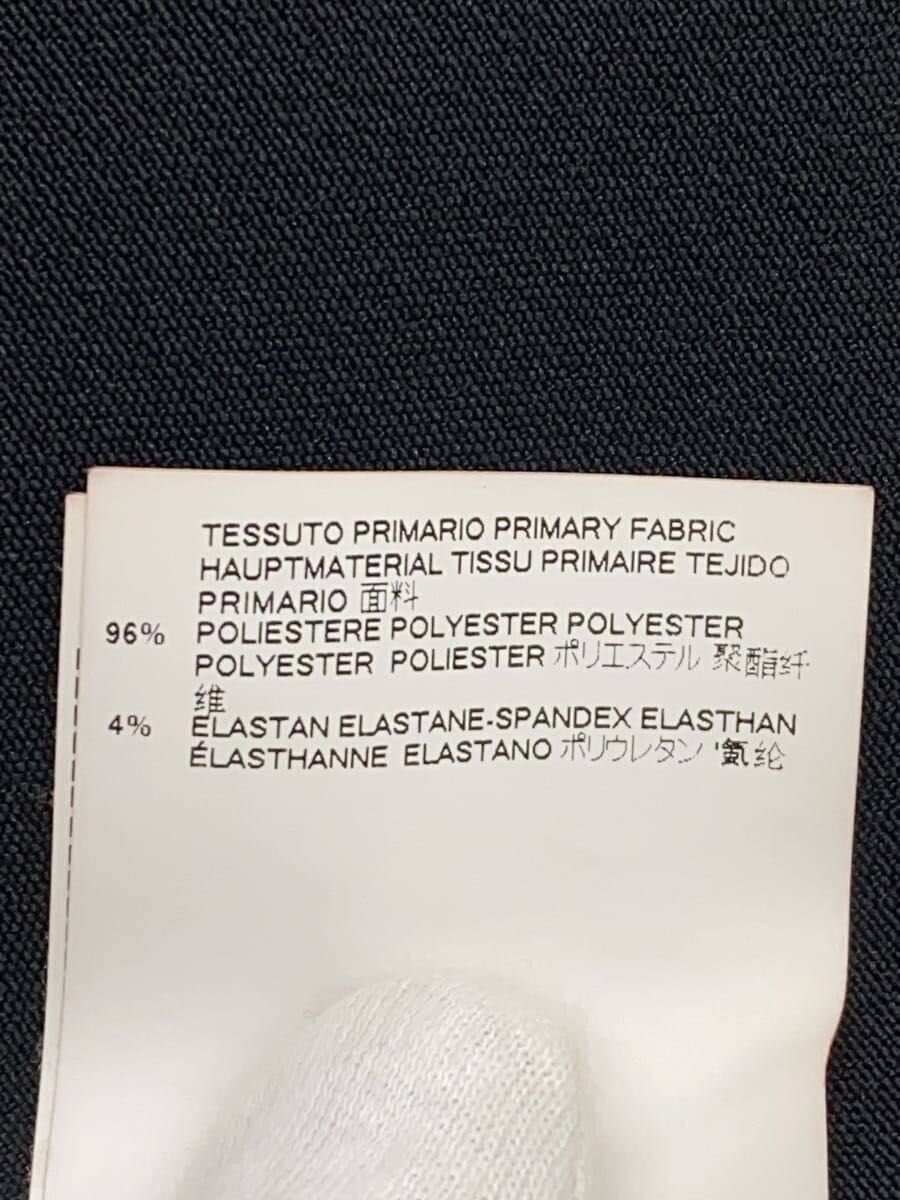 TESSUTO PRIMARIO PRIMARY FABRIC
HAUPTMATERIAL TISSU PRIMAIRE TEJIDO
PRIMARIO 面料
96% POLIESTERE POLYESTER POLYESTER
POLYESTER POLIESTER ポリエステル 聚酯纤
维
4% ELASTAN ELASTANE-SPANDEX ELASTHAN
ÉLASTHANNE ELASTANO ポリウレタン 氨纶